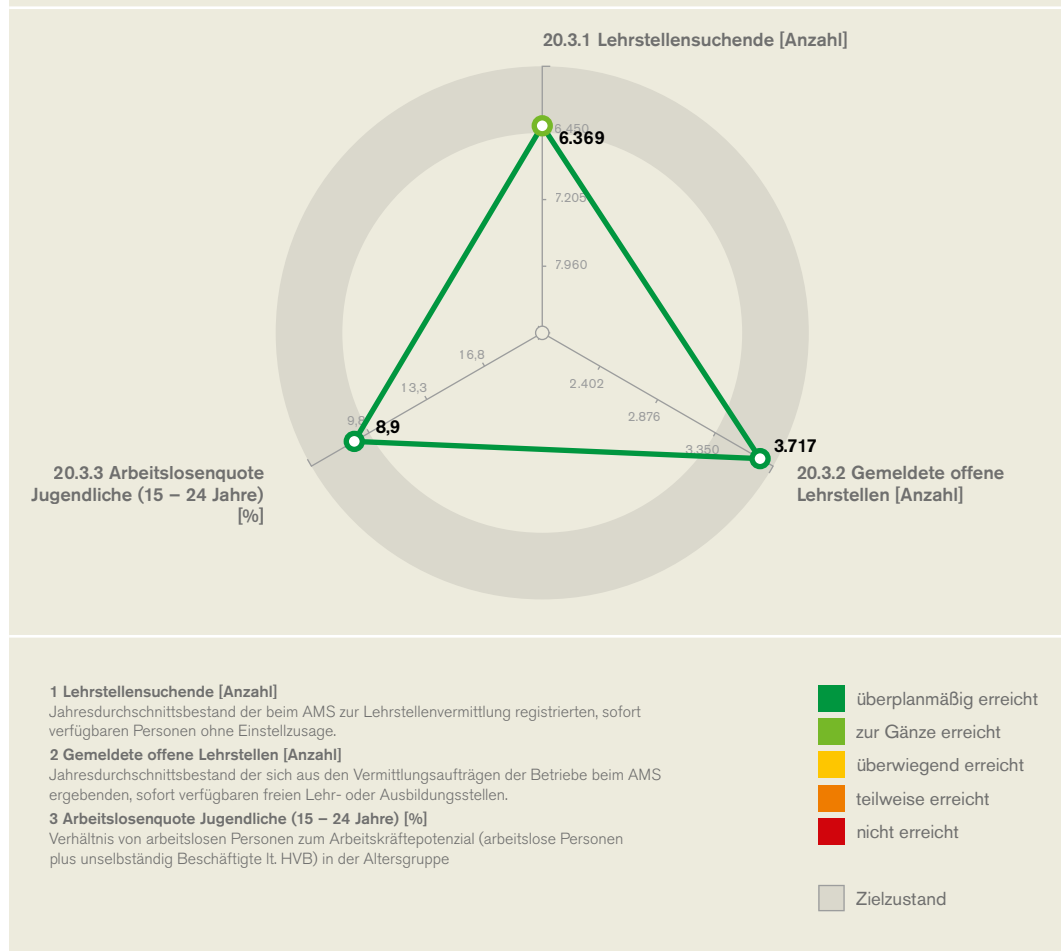 20.3.1 Lehrstellensuchende [Anzahl]
6.450
6.369
7.205
7.960
16,8
13,3
9,8
8,9
2.402
2.876
3.350
3.717
20.3.3 Arbeitslosenquote
Jugendliche (15 – 24 Jahre)
[%]
20.3.2 Gemeldete offene
Lehrstellen [Anzahl]
1 Lehrstellensuchende [Anzahl]
Jahresdurchschnittsbestand der beim AMS zur Lehrstellenvermittlung registrierten, sofort
verfügbaren Personen ohne Einstellzusage.
2 Gemeldete offene Lehrstellen [Anzahl]
Jahresdurchschnittsbestand der sich aus den Vermittlungsaufträgen der Betriebe beim AMS
ergebenden, sofort verfügbaren freien Lehr- oder Ausbildungsstellen.
3 Arbeitslosenquote Jugendliche (15 – 24 Jahre) [%]
Verhältnis von arbeitslosen Personen zum Arbeitskräftepotenzial (arbeitslose Personen
plus unselbständig Beschäftigte lt. HVB) in der Altersgruppe
überplanmäßig erreicht
zur Gänze erreicht
überwiegend erreicht
teilweise erreicht
nicht erreicht
Zielzustand